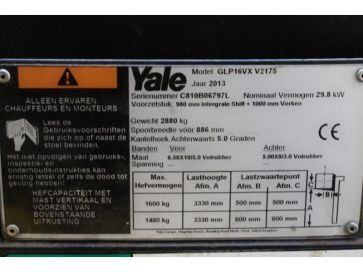 Yale
Model GLP16VX V2175
Jaar 2013
Serienummer C810B06797L
Nominaal Vermogen 29.8 kW
Voorzetstuk: 980 mm Intergrale Shift + 1000 mm Vorken
Gewicht 2880 kg
Spoorbreedte vóór 886 mm
Kantelhoek Achterwaarts 5.0 Graden
CE
Banden Voor Achter
Maat 6.50X10/5.0 Volrubber 5.00X8/3.0 Volrubber
Spanning --- ---
Max. Hefvermogen
Lasthoogte Afm. A
Lastzwaartepunt
Afm. B Afm. C
1600 kg 3330 mm 500 mm 500 mm
1480 kg 3330 mm 600 mm 600 mm
C
B
A
ALLEEN ERVAREN
CHAUFFEURS EN MONTEURS
Lees de
Gebruiksvoorschriften
die zich op of naast de
stoel bevinden.
Het niet opvolgen van gebruiks-,
inspektie- en
onderhoudsinstrukties kan
ernstig letsel of zelfs de dood tot
gevolg hebben
HEFCAPACITEIT MET
MAST VERTIKAAL EN
VOORZIEN VAN
BOVENSTAANDE
UITRUSTING